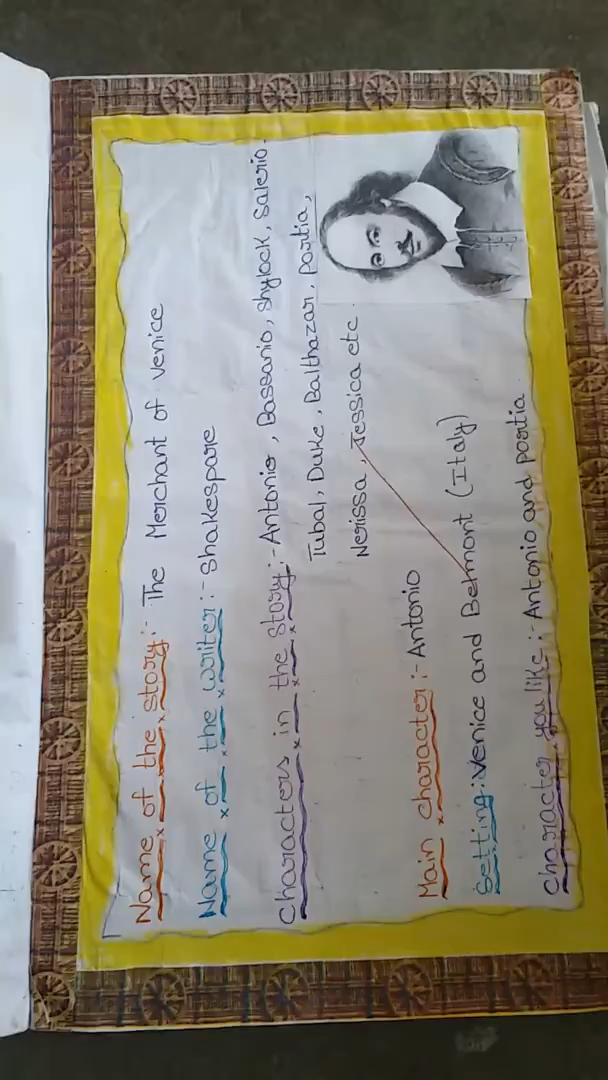 Name of the story:- The Merchant of Venice
Name of the writer:- Shakespare
Characters in the story:- Antonio, Bassanio, Shylock, Salerio,
Tubal, Duke, Balthazar, Portia,
Nerissa, Jessica etc.
Main character:- Antonio
Setting:- Venice and Belmont (Italy)
Character you like:- Antonio and Portia.